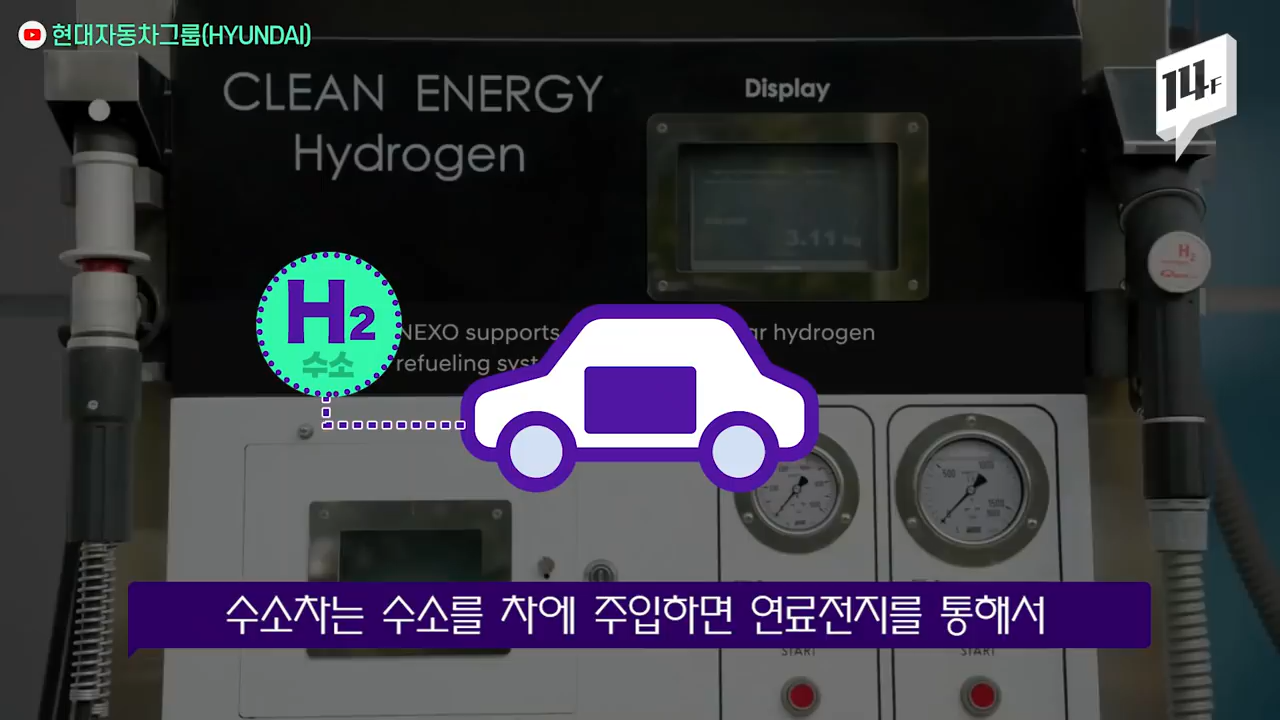 현대자동차그룹(HYUNDAI)
14F
CLEAN ENERGY
Hydrogen
Display
3.11 kg
H2
수소
H2
NEXO supports
ar hydrogen
refueling syst
수소차는 수소를 차에 주입하면 연료전지를 통해서
START
START